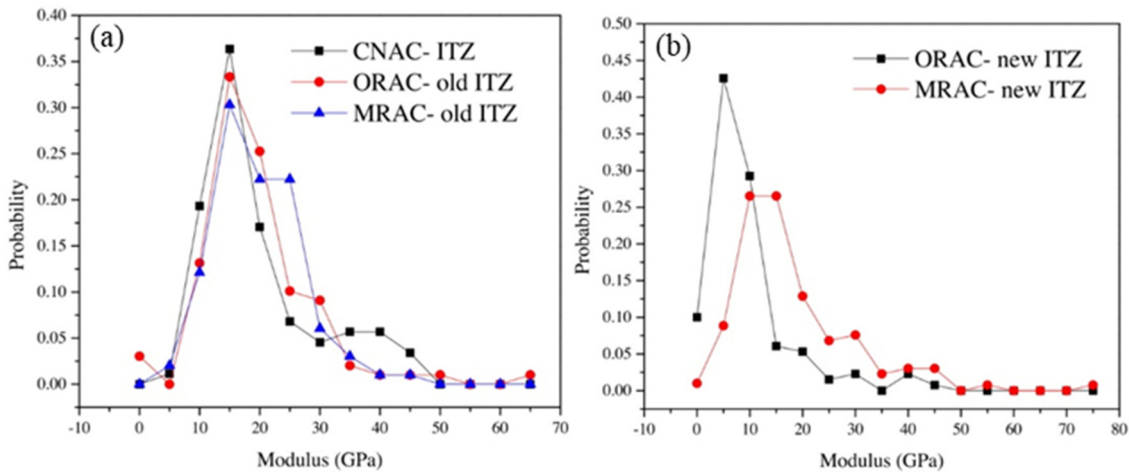 (a)
CNAC- ITZ
ORAC- old ITZ
MRAC- old ITZ
0.40
0.35
0.30
0.25
0.20
0.15
0.10
0.05
0.00
Probability
-10 0 10 20 30 40 50 60 70
Modulus (GPa)
(b)
ORAC- new ITZ
MRAC- new ITZ
0.50
0.45
0.40
0.35
0.30
0.25
0.20
0.15
0.10
0.05
0.00
Probability
-10 0 10 20 30 40 50 60 70 80
Modulus (GPa)